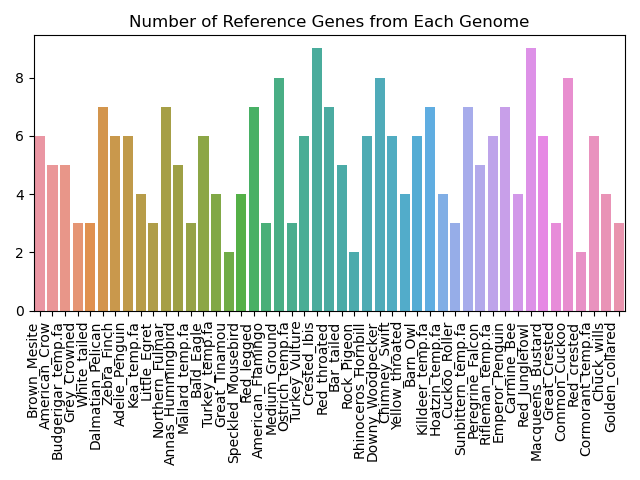 Number of Reference Genes from Each Genome
8
6
4
2
0
Brown_Mesite
American_Crow
Budgerigar_temp.fa
Grey_Crowned
White_tailed
Dalmatian_Pelican
Zebra_Finch
Adelie_Penguin
Kea_temp.fa
Little_Egret
Northern_Fulmar
Annas_Hummingbird
Mallard_temp.fa
Bald_Eagle
Turkey_temp.fa
Great_Tinamou
Speckled_Mousebird
Red_legged
American_Flamingo
Medium_Ground
Ostrich_temp.fa
Turkey_Vulture
Crested_Ibis
Red_throated
Bar_tailed
Rock_Pigeon
Rhinoceros_Hornbill
Downy_Woodpecker
Chimney_Swift
Yellow_throated
Barn_Owl
Killdeer_temp.fa
Hoatzin_temp.fa
Cuckoo_Roller
Sunbittern_temp.fa
Peregrine_Falcon
Rifleman_temp.fa
Emperor_Penguin
Carmine_Bee
Red_Junglefowl
Macqueens_Bustard
Great_Crested
Common_Cuckoo
Red_crested
Cormorant_temp.fa
Chuck_wills
Golden_collared